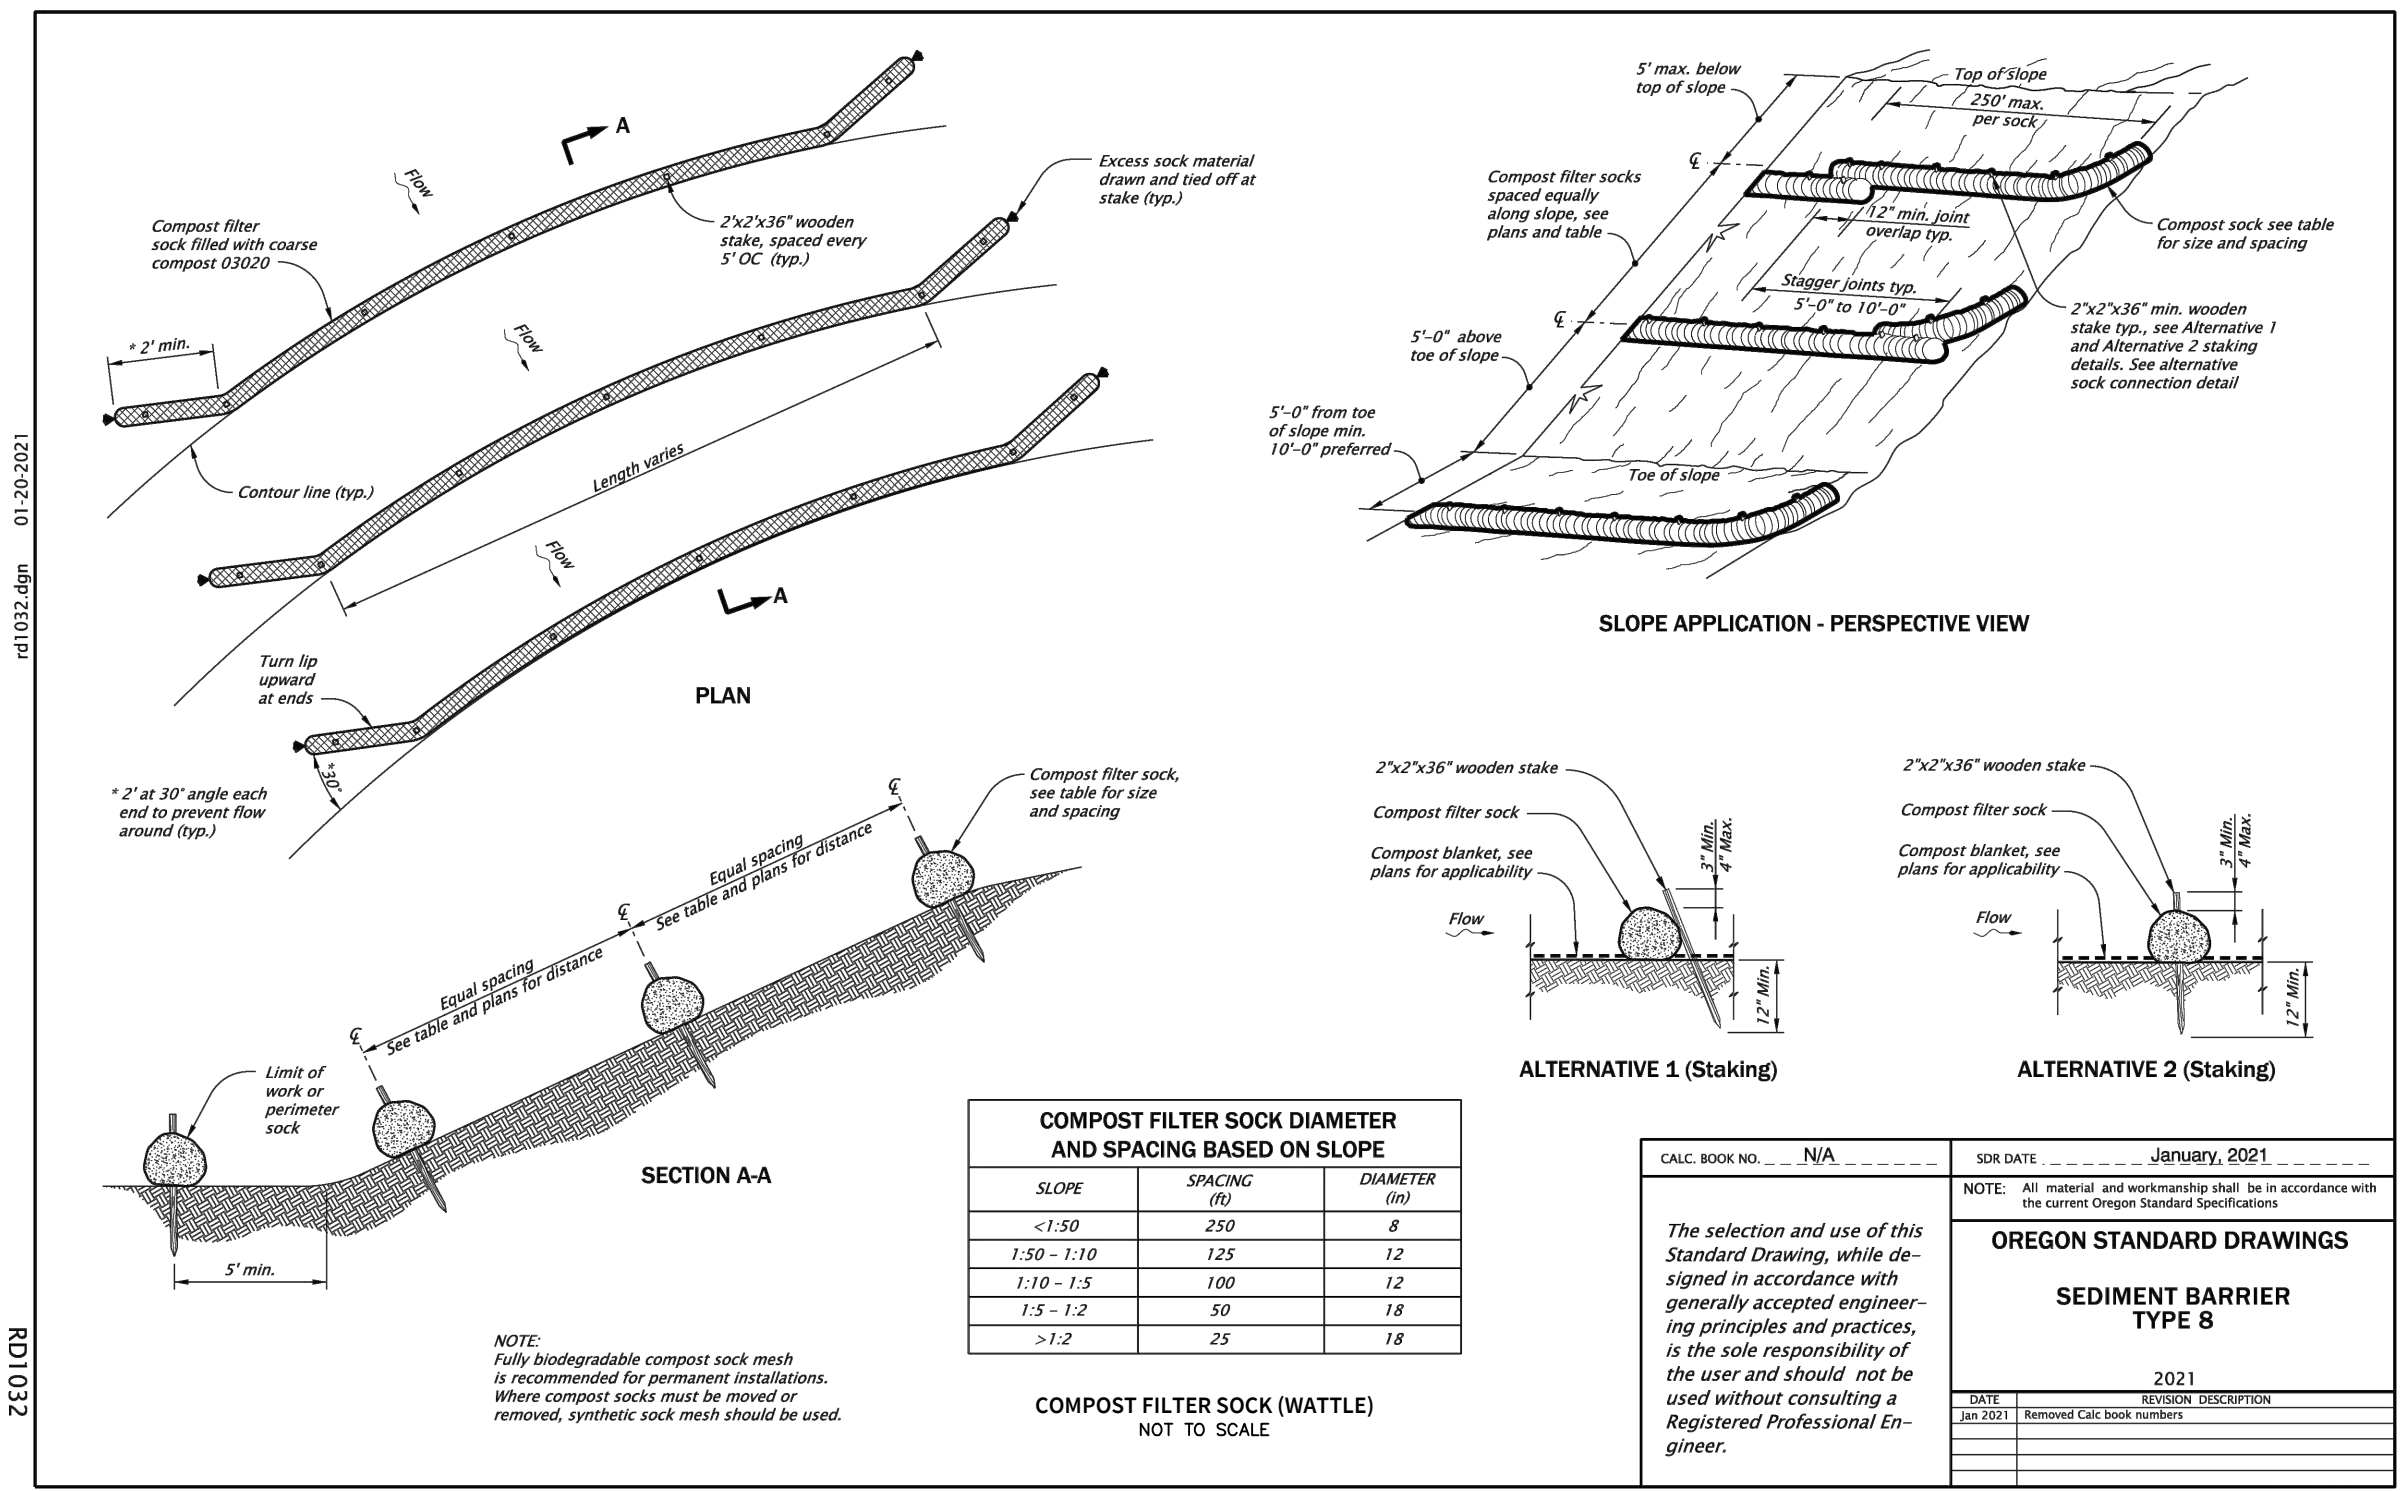 A
Flow
Compost filter
sock filled with coarse
compost 03020
2'x2'x36" wooden
stake, spaced every
5' OC (typ.)
Excess sock material
drawn and tied off at
stake (typ.)
* 2' min.
Flow
Contour line (typ.)
Length varies
Flow
A
Turn lip
upward
at ends
PLAN
*30°
* 2' at 30° angle each
end to prevent flow
around (typ.)
5' max. below
top of slope
Top of slope
250' max.
per sock
℄
Compost filter socks
spaced equally
along slope, see
plans and table
12" min. joint
overlap typ.
Compost sock see table
for size and spacing
Stagger joints typ.
5'-0" to 10'-0"
℄
2"x2"x36" min. wooden
stake typ., see Alternative 1
and Alternative 2 staking
details. See alternative
sock connection detail
5'-0" above
toe of slope
5'-0" from toe
of slope min.
10'-0" preferred
Toe of slope
SLOPE APPLICATION - PERSPECTIVE VIEW
℄
Compost filter sock,
see table for size
and spacing
Equal spacing
See table and plans for distance
℄
Equal spacing
See table and plans for distance
℄
Limit of
work or
perimeter
sock
5' min.
SECTION A-A
2"x2"x36" wooden stake
Compost filter sock
Compost blanket, see
plans for applicability
3" Min.
4" Max.
Flow
12" Min.
ALTERNATIVE 1 (Staking)
2"x2"x36" wooden stake
Compost filter sock
Compost blanket, see
plans for applicability
3" Min.
4" Max.
Flow
12" Min.
ALTERNATIVE 2 (Staking)
COMPOST FILTER SOCK DIAMETER
AND SPACING BASED ON SLOPE
SLOPE SPACING (ft) DIAMETER (in)
<1:50 250 8
1:50 - 1:10 125 12
1:10 - 1:5 100 12
1:5 - 1:2 50 18
>1:2 25 18
NOTE:
Fully biodegradable compost sock mesh
is recommended for permanent installations.
Where compost socks must be moved or
removed, synthetic sock mesh should be used.
COMPOST FILTER SOCK (WATTLE)
NOT TO SCALE
CALC. BOOK NO. N/A
SDR DATE January, 2021
The selection and use of this
Standard Drawing, while de-
signed in accordance with
generally accepted engineer-
ing principles and practices,
is the sole responsibility of
the user and should not be
used without consulting a
Registered Professional En-
gineer.
NOTE: All material and workmanship shall be in accordance with
the current Oregon Standard Specifications
OREGON STANDARD DRAWINGS
SEDIMENT BARRIER
TYPE 8
2021
DATE REVISION DESCRIPTION
Jan 2021 Removed Calc book numbers
rd1032.dgn 01-20-2021
RD1032